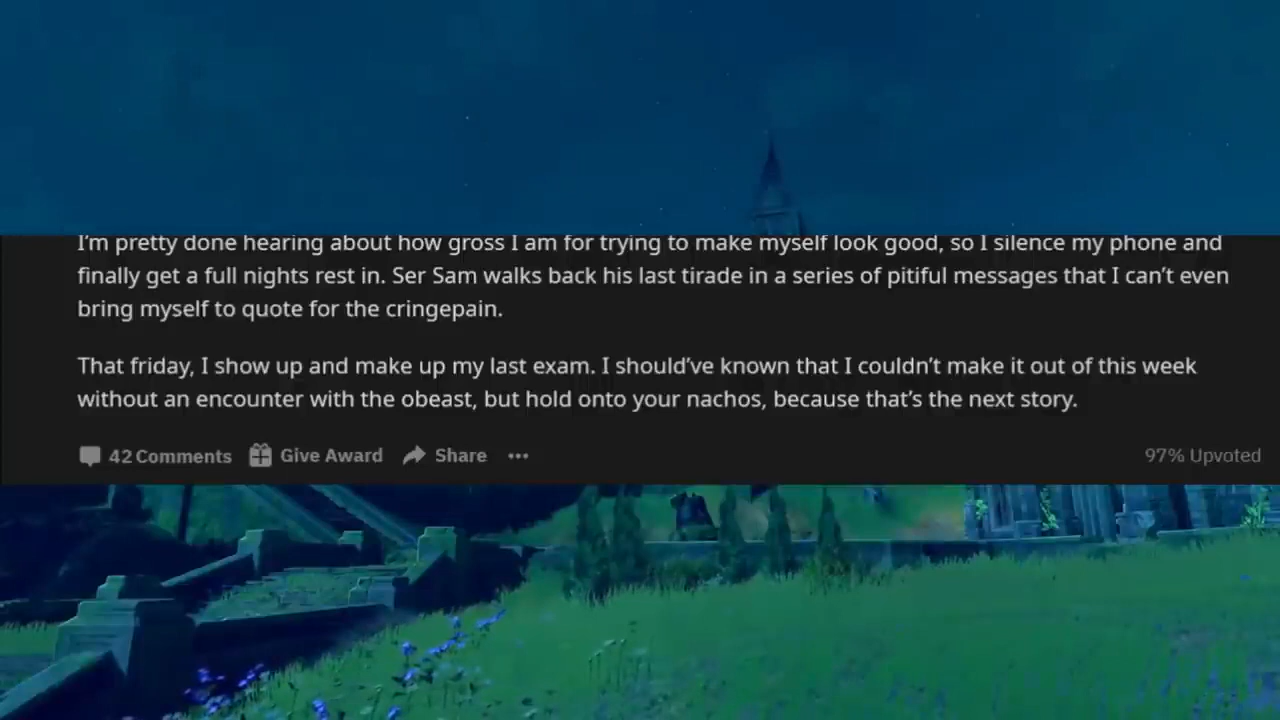 I'm pretty done hearing about how gross I am for trying to make myself look good, so I silence my phone and
finally get a full nights rest in. Ser Sam walks back his last tirade in a series of pitiful messages that I can't even
bring myself to quote for the cringepain.
That friday, I show up and make up my last exam. I should've known that I couldn't make it out of this week
without an encounter with the obeast, but hold onto your nachos, because that's the next story.
42 Comments Give Award Share ••• 97% Upvoted